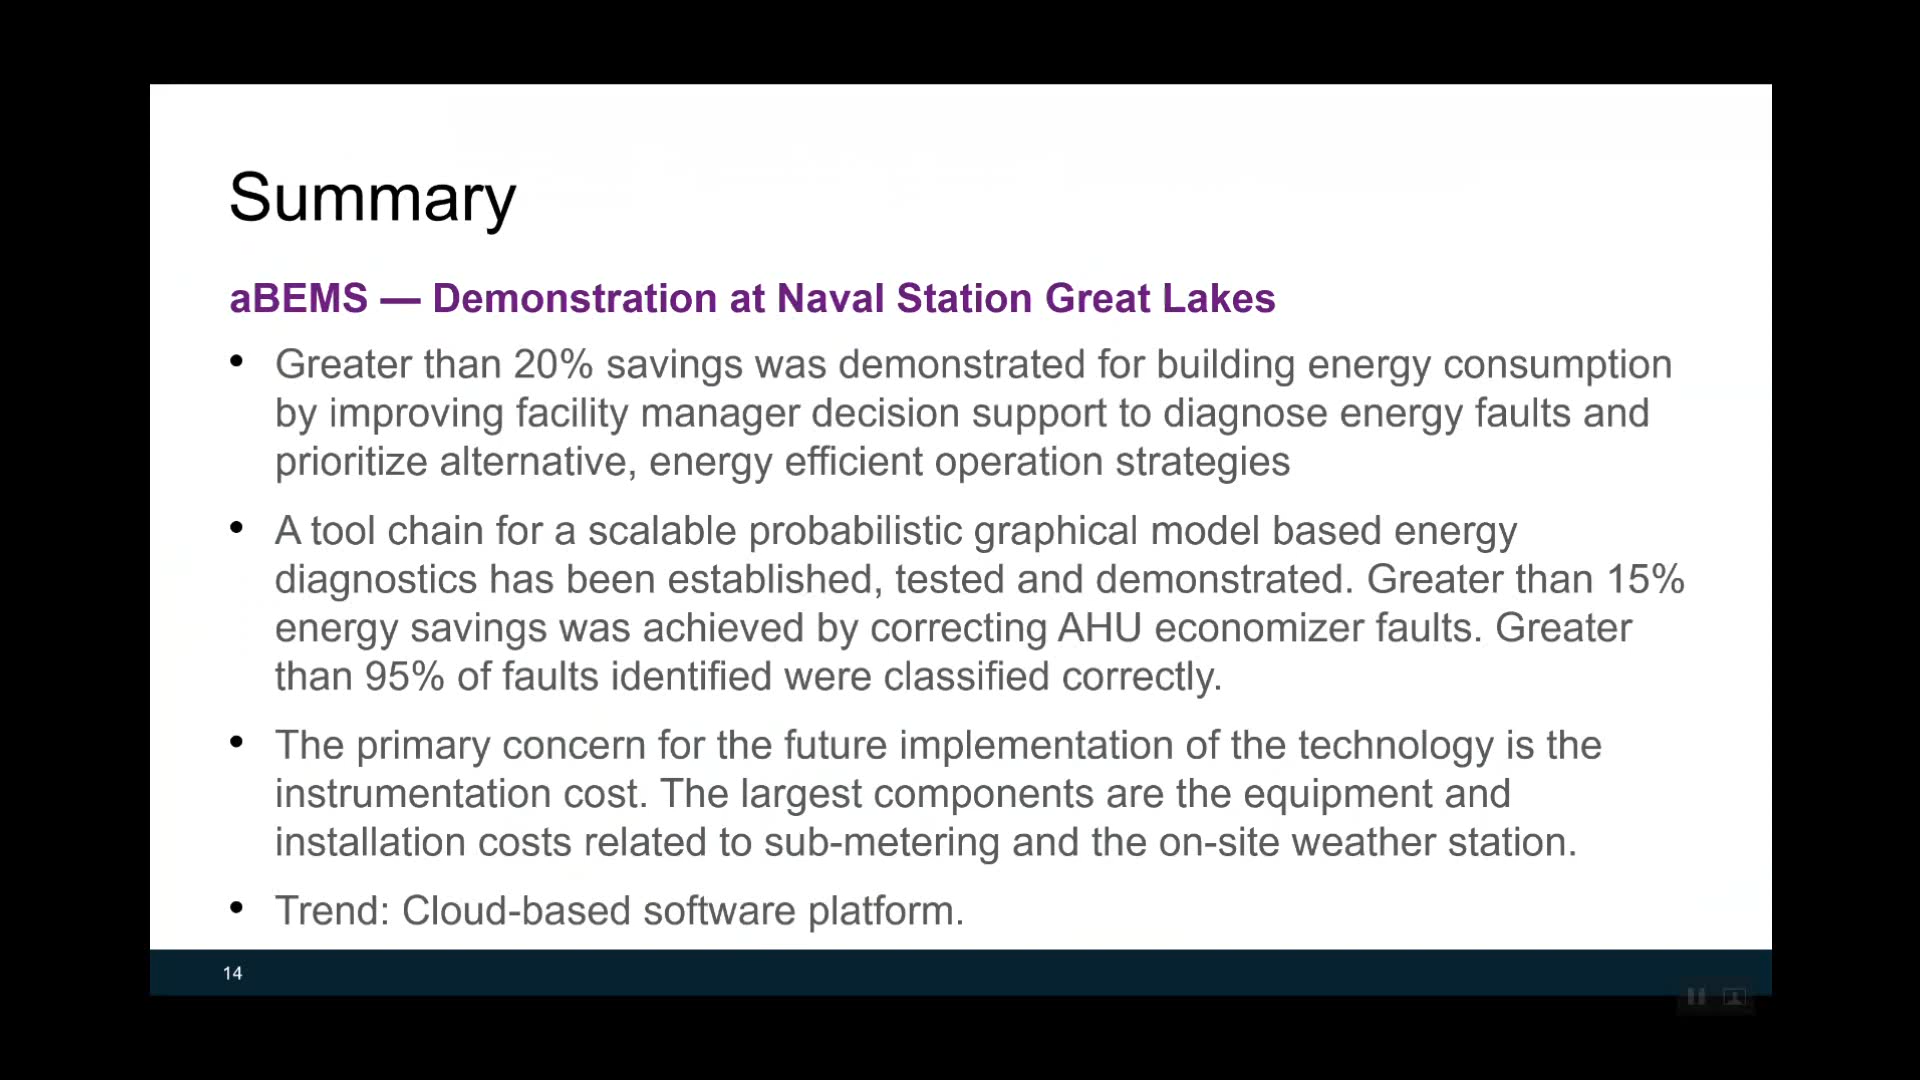 Summary
aBEMS — Demonstration at Naval Station Great Lakes
• Greater than 20% savings was demonstrated for building energy consumption
by improving facility manager decision support to diagnose energy faults and
prioritize alternative, energy efficient operation strategies
• A tool chain for a scalable probabilistic graphical model based energy
diagnostics has been established, tested and demonstrated. Greater than 15%
energy savings was achieved by correcting AHU economizer faults. Greater
than 95% of faults identified were classified correctly.
• The primary concern for the future implementation of the technology is the
instrumentation cost. The largest components are the equipment and
installation costs related to sub-metering and the on-site weather station.
• Trend: Cloud-based software platform.
14